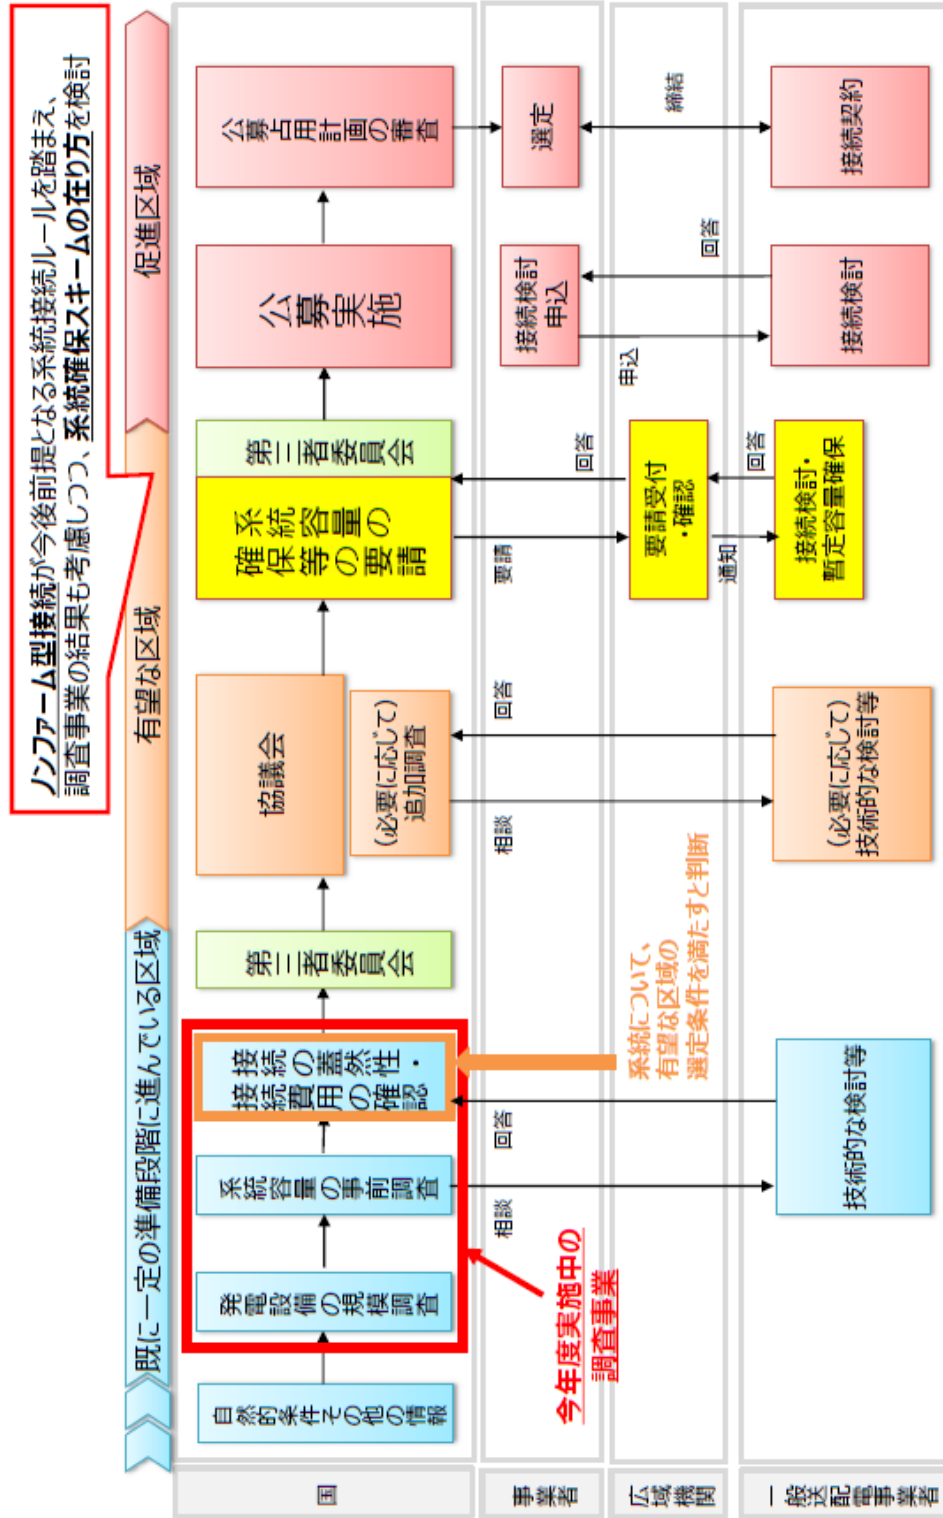 ノンファーム型接続が今後前提となる系統接続ルールを踏まえ、
調査事業の結果も考慮しつつ、系統確保スキームの在り方を検討
既に一定の準備段階に進んでいる区域
有望な区域
促進区域
国
自然的条件その他の情報
発電設備の規模調査
系統容量の事前調査
接続の蓋然性・
接続費用の確認
第三者委員会
協議会
(必要に応じて)
追加調査
系統容量の
確保等の要請
第三者委員会
公募実施
公募占用計画の審査
今年度実施中の
調査事業
相談
回答
系統について、
有望な区域の
選定条件を満たすと判断
相談
回答
要請
回答
事業者
接続検討
申込
選定
広域機関
要請受付
・確認
通知
回答
申込
回答
締結
一般送配電事業者
技術的な検討等
(必要に応じて)
技術的な検討等
接続検討・
暫定容量確保
接続検討
接続契約